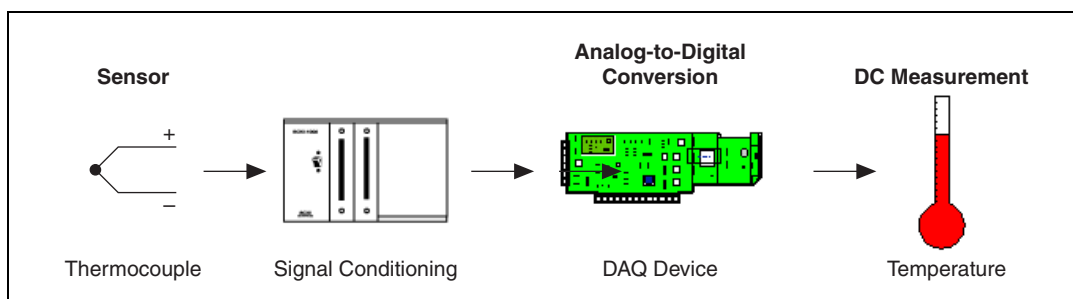 Sensor
Analog-to-Digital
Conversion
DC Measurement
+
–
Thermocouple
Signal Conditioning
DAQ Device
Temperature